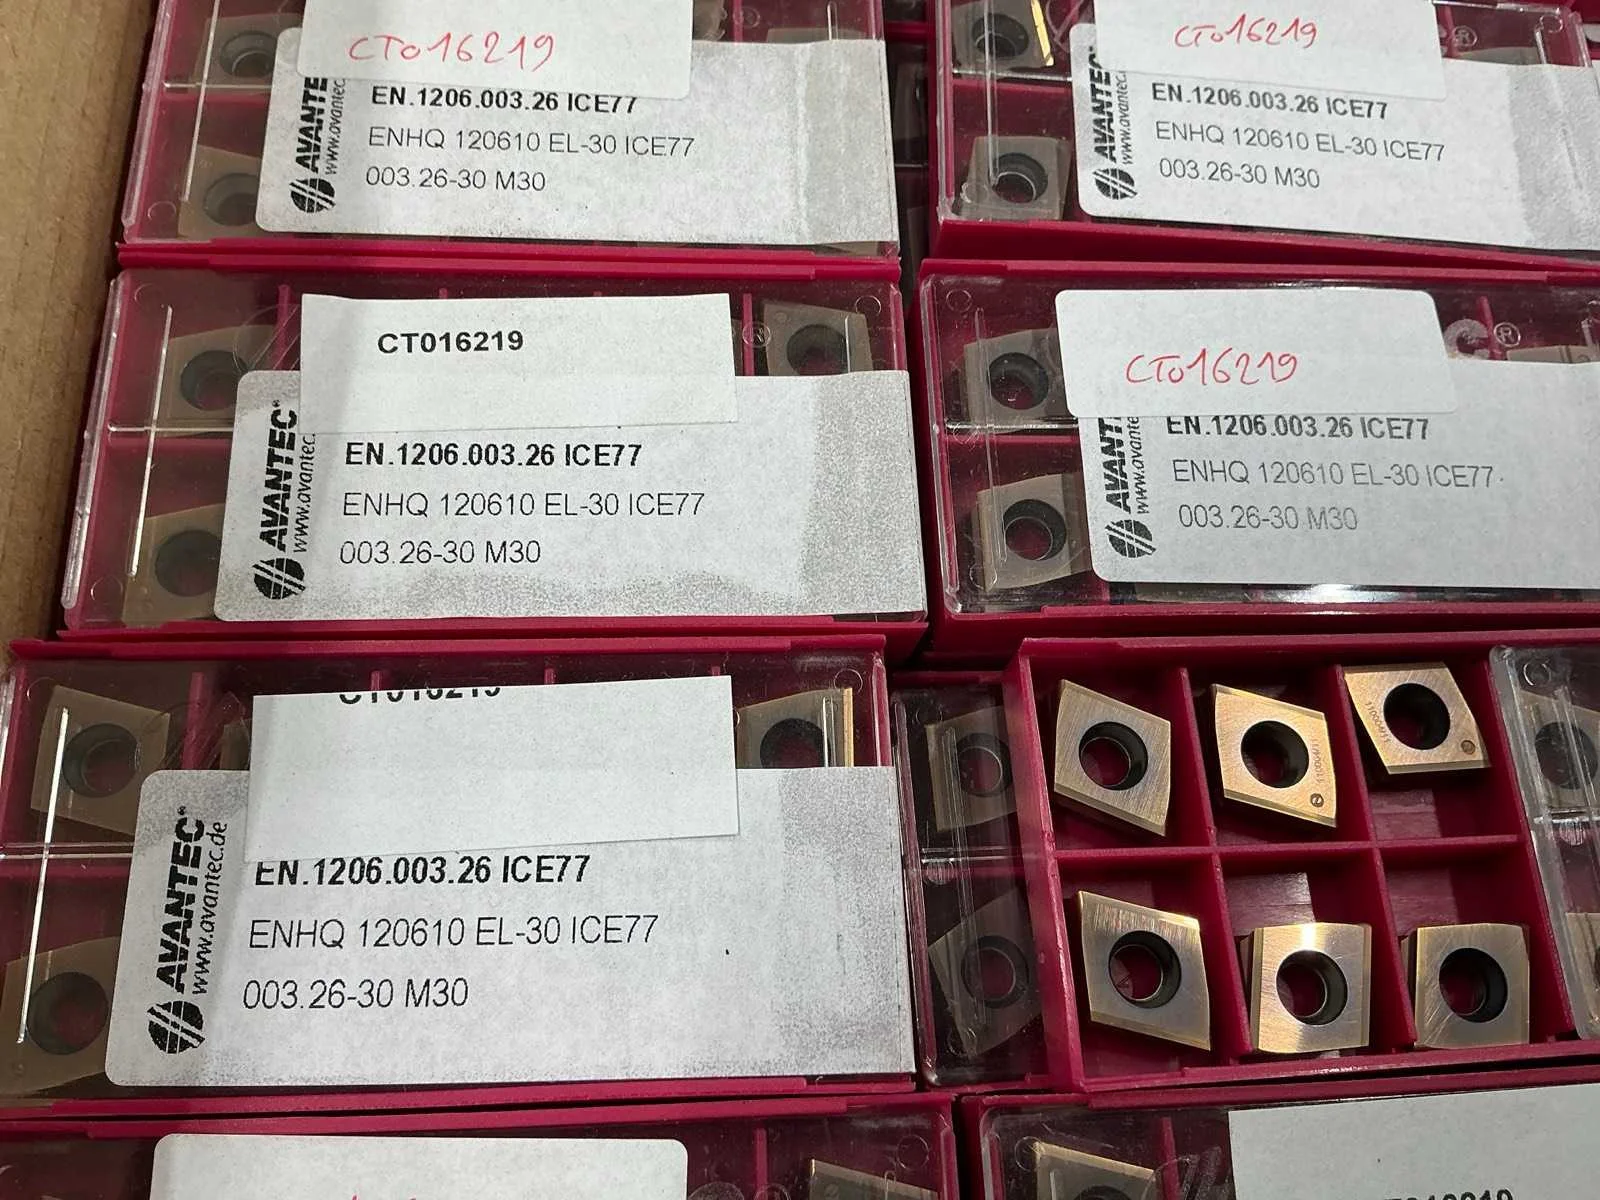 CT016219
AVANTE
www.avantec
EN.1206.003.26 ICE77
ENHQ 120610 EL-30 ICE77
003.26-30 M30
CT016219
®
AVANTEC
www.avantec.
EN.1206.003.26 ICE77
ENHQ 120610 EL-30 ICE77
003.26-30 M30
CT016219
®
AVANTEC®
www.avantec.
EN.1206.003.26 ICE77
ENHQ 120610 EL-30 ICE77
003.26-30 M30
CT016219
C®
AVANT
www.avante
EN.1206.003.26 ICE77
ENHQ 120610 EL-30 ICE77
003.26-30 M30
CT016219
AVANTEC®
www.avantec.de
EN.1206.003.26 ICE77
ENHQ 120610 EL-30 ICE77
003.26-30 M30